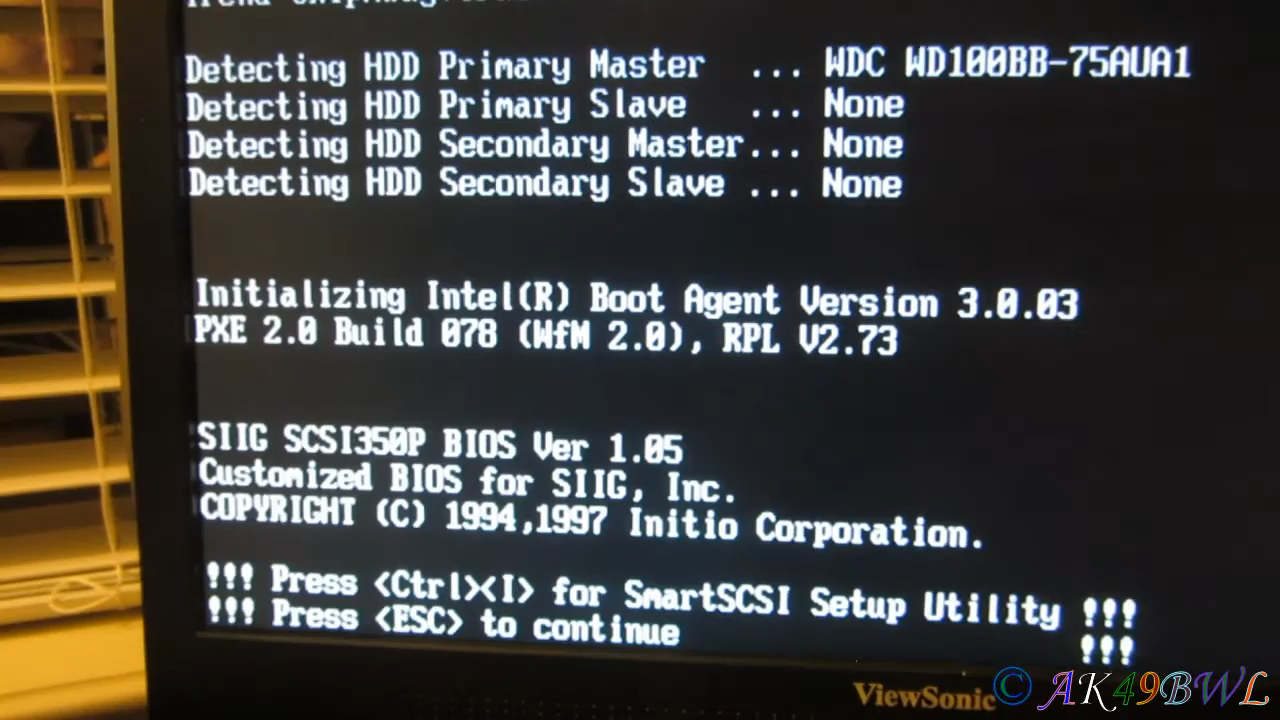 Detecting HDD Primary Master ... WDC WD100BB-75AUA1
Detecting HDD Primary Slave ... None
Detecting HDD Secondary Master... None
Detecting HDD Secondary Slave ... None
Initializing Intel(R) Boot Agent Version 3.0.03
PXE 2.0 Build 078 (WfM 2.0), RPL V2.73
SIIG SCSI350P BIOS Ver 1.05
Customized BIOS for SIIG, Inc.
COPYRIGHT (C) 1994,1997 Initio Corporation.
!!! Press <Ctrl><I> for SmartSCSI Setup Utility !!!
!!! Press <ESC> to continue !!!
ViewSonic
© AK49BWL